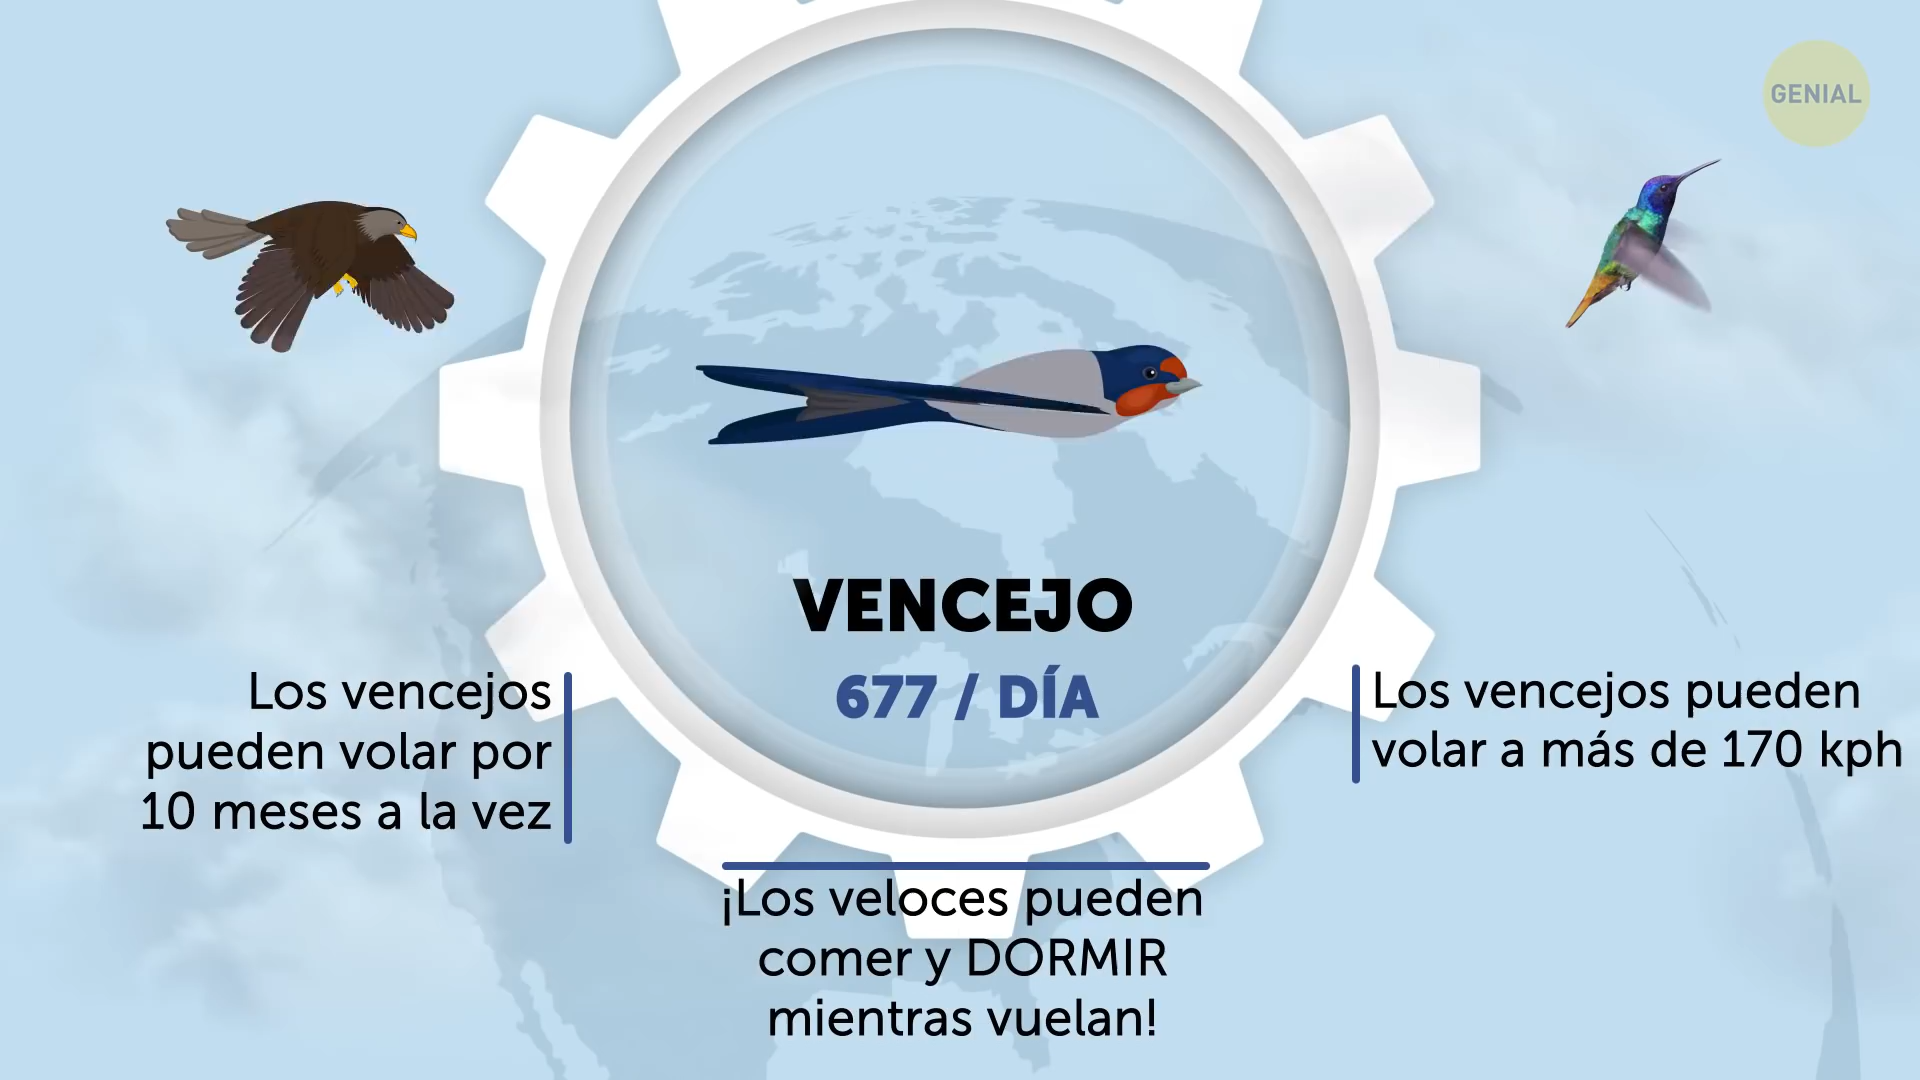 GENIAL
VENCEJO
677 / DÍA
Los vencejos
pueden volar por
10 meses a la vez
Los vencejos pueden
volar a más de 170 kph
¡Los veloces pueden
comer y DORMIR
mientras vuelan!